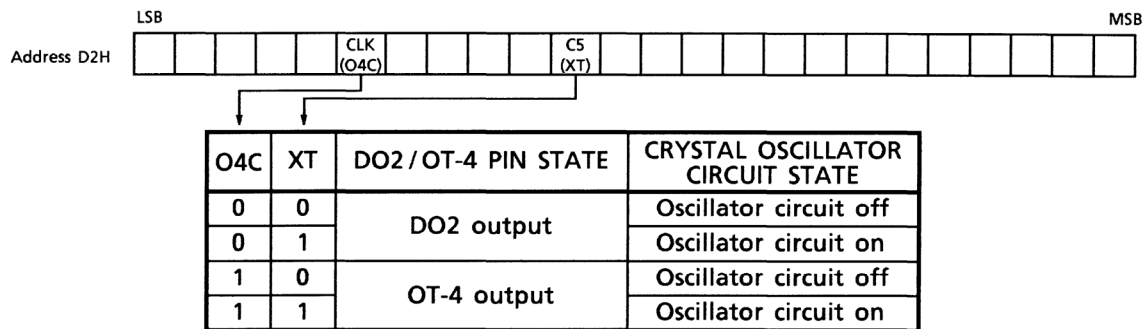 LSB MSB
Address D2H CLK (O4C) C5 (XT)
O4C XT DO2 / OT-4 PIN STATE CRYSTAL OSCILLATOR CIRCUIT STATE
0 0 DO2 output Oscillator circuit off
0 1 Oscillator circuit on
1 0 OT-4 output Oscillator circuit off
1 1 Oscillator circuit on